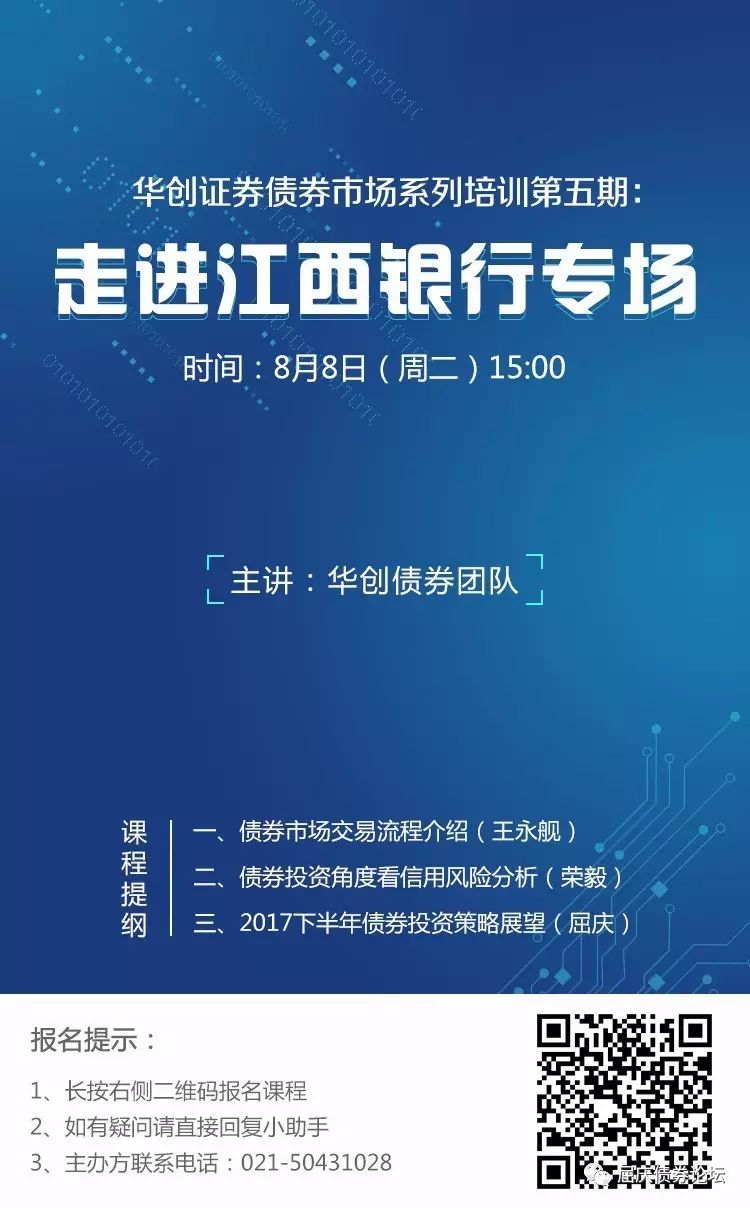 华创证券债券市场系列培训第五期：
走进江西银行专场
时间：8月8日（周二）15:00
主讲：华创债券团队
课程提纲
一、债券市场交易流程介绍（王永舰）
二、债券投资角度看信用风险分析（荣毅）
三、2017下半年债券投资策略展望（屈庆）
报名提示：
1、长按右侧二维码报名课程
2、如有疑问请直接回复小助手
3、主办方联系电话：021-50431028
屈庆债券论坛